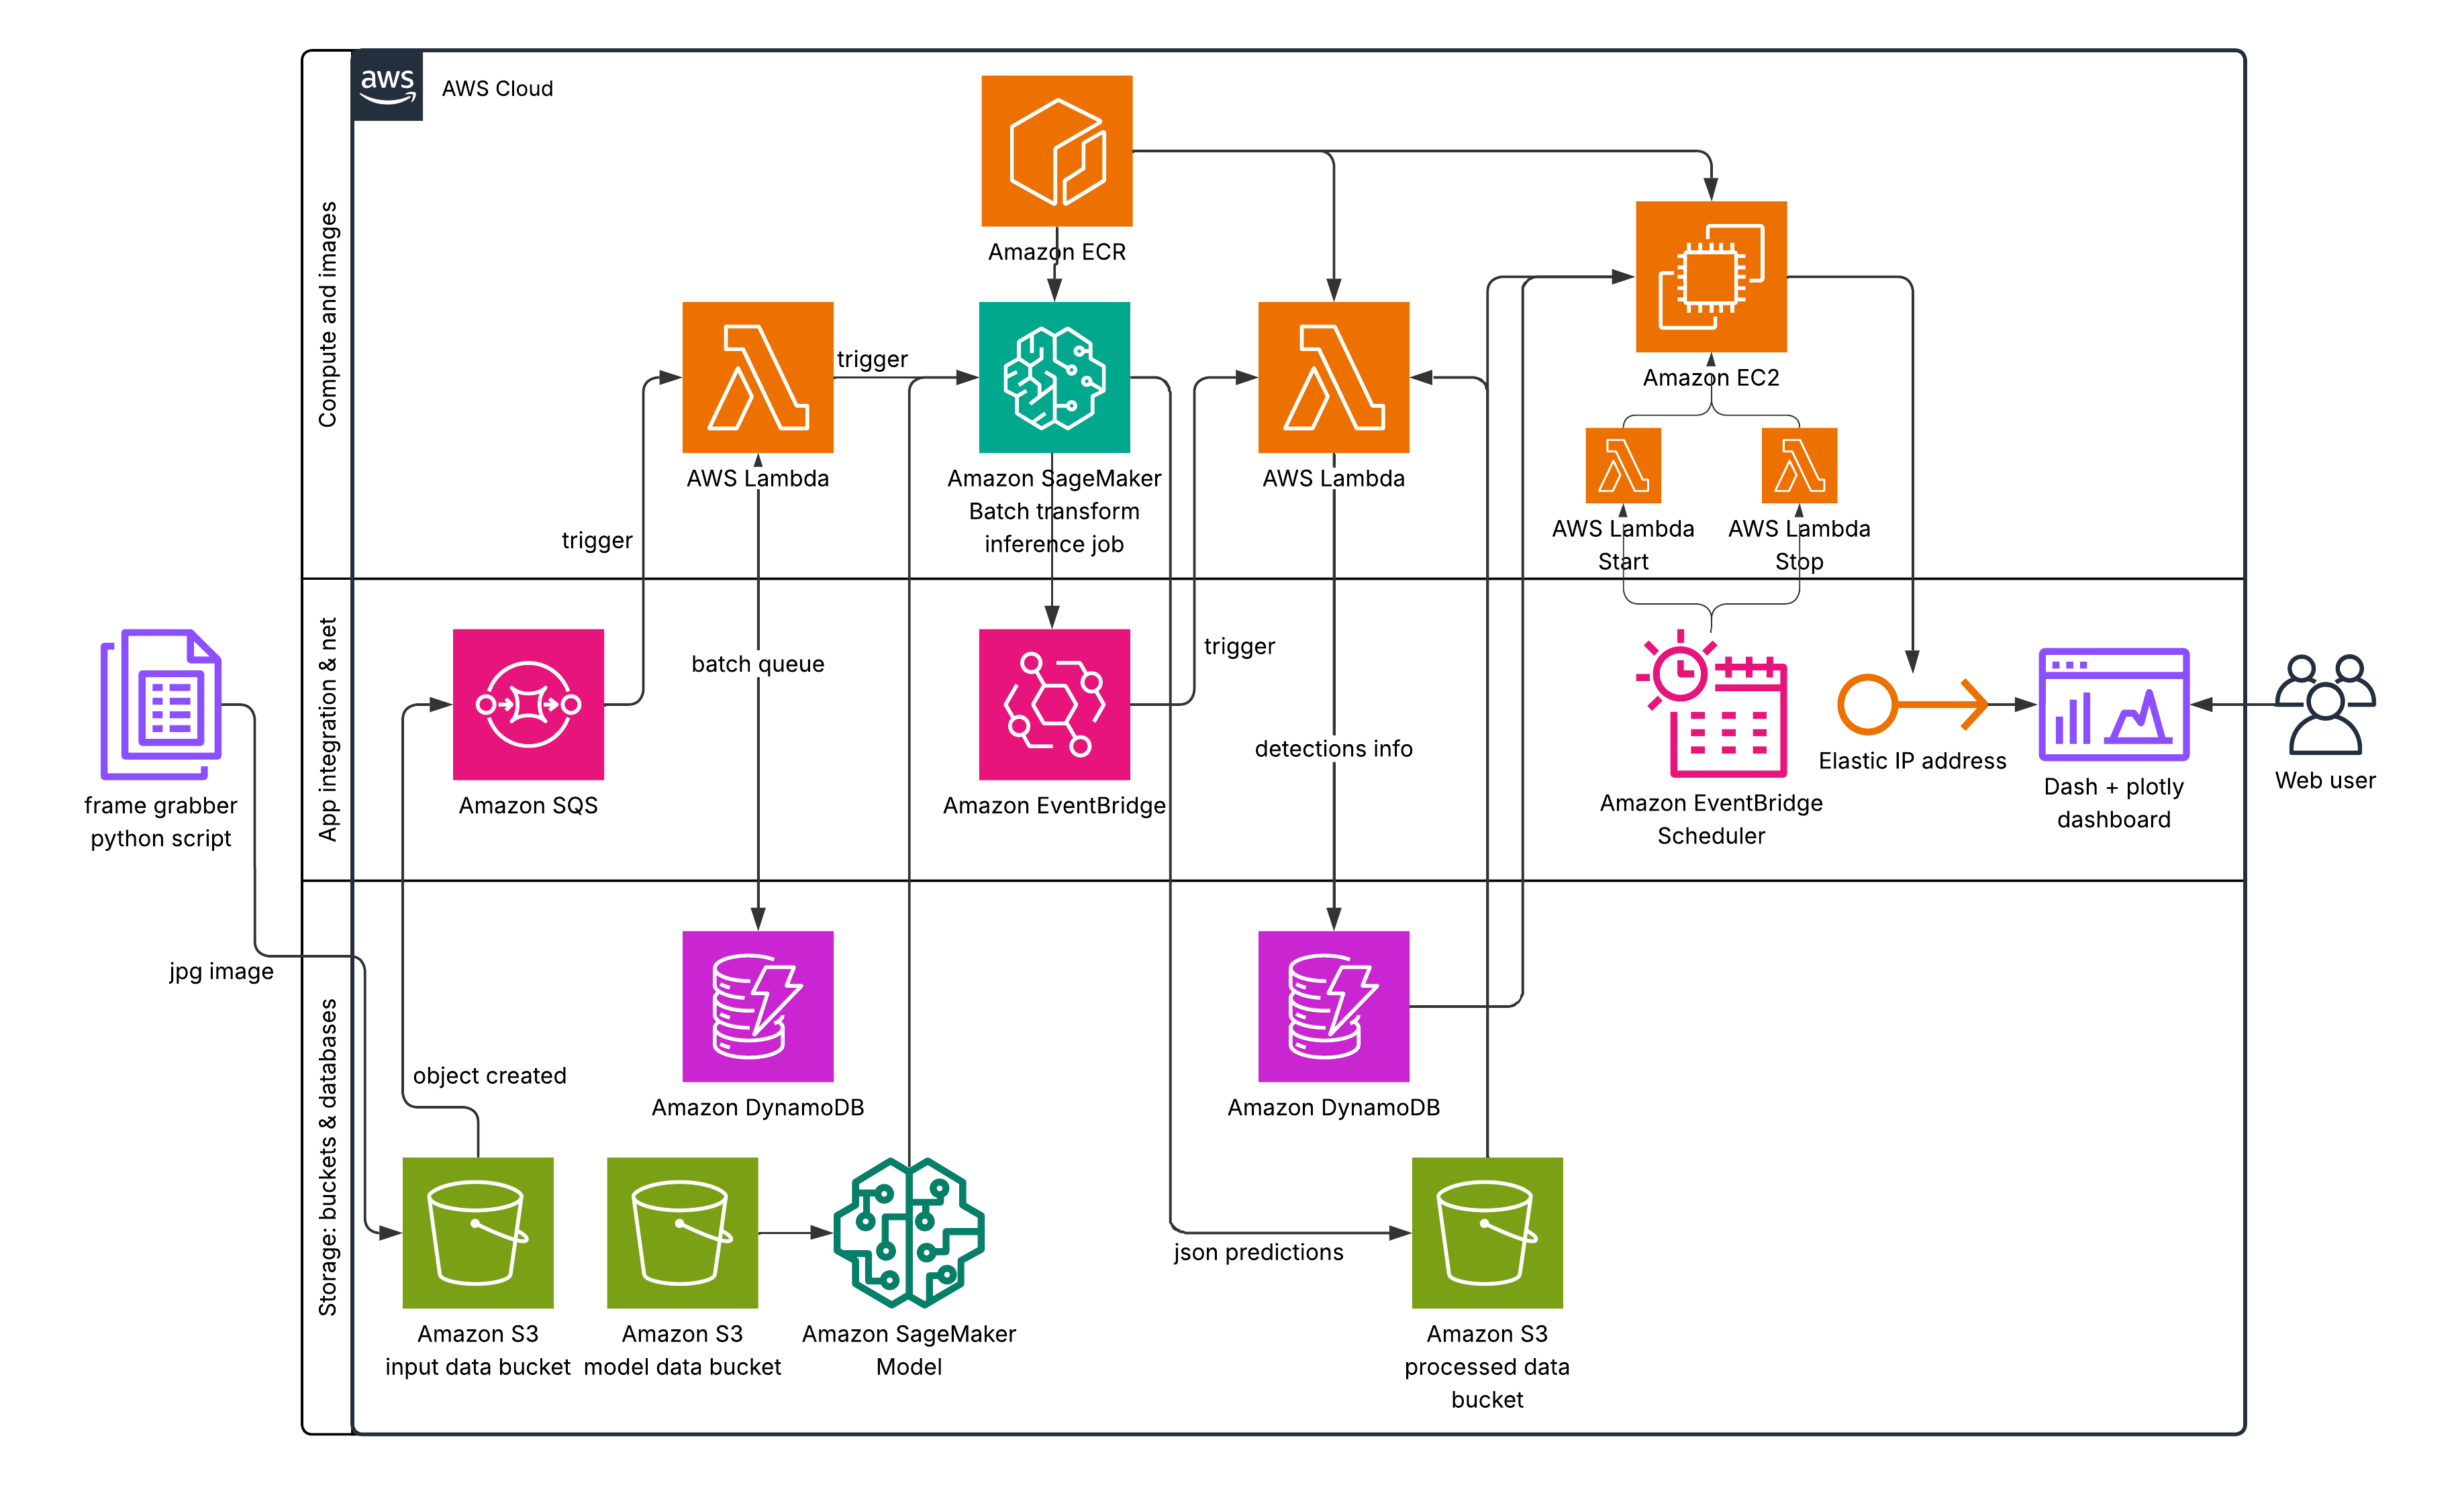 aws
AWS Cloud
Compute and images
Amazon ECR
trigger
AWS Lambda
Amazon SageMaker
Batch transform
inference job
AWS Lambda
Amazon EC2
AWS Lambda
Start
AWS Lambda
Stop
trigger
App integration & net
frame grabber
python script
Amazon SQS
batch queue
Amazon EventBridge
trigger
detections info
Amazon EventBridge
Scheduler
Elastic IP address
Dash + plotly
dashboard
Web user
Storage: buckets & databases
jpg image
object created
Amazon DynamoDB
Amazon DynamoDB
json predictions
Amazon S3
input data bucket
Amazon S3
model data bucket
Amazon SageMaker
Model
Amazon S3
processed data
bucket